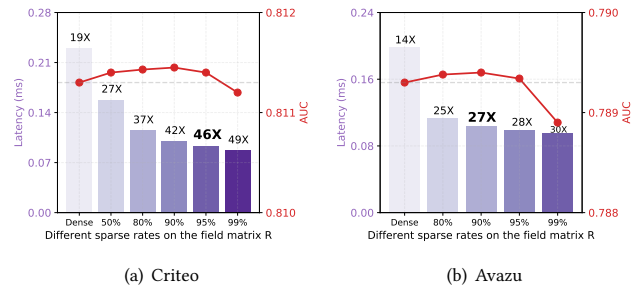 0.28
0.21
0.14
0.07
0.00
Latency (ms)
19X
27X
37X
42X
46X
49X
0.812
0.811
0.810
AUC
Dense 50% 80% 90% 95% 99%
Different sparse rates on the field matrix R
(a) Criteo
0.24
0.16
0.08
0.00
Latency (ms)
14X
25X
27X
28X
30X
0.790
0.789
0.788
AUC
Dense 80% 90% 95% 99%
Different sparse rates on the field matrix R
(b) Avazu